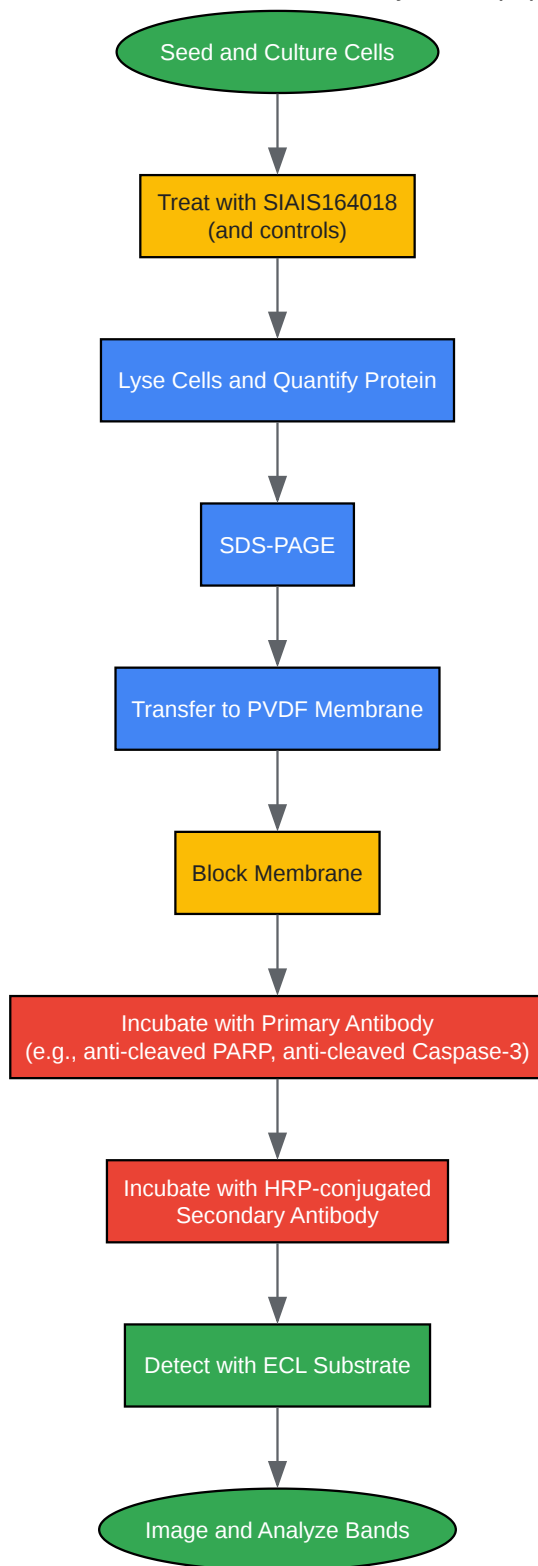 Seed and Culture Cells
Treat with SIAIS164018
(and controls)
Lyse Cells and Quantify Protein
SDS-PAGE
Transfer to PVDF Membrane
Block Membrane
Incubate with Primary Antibody
(e.g., anti-cleaved PARP, anti-cleaved Caspase-3)
Incubate with HRP-conjugated
Secondary Antibody
Detect with ECL Substrate
Image and Analyze Bands